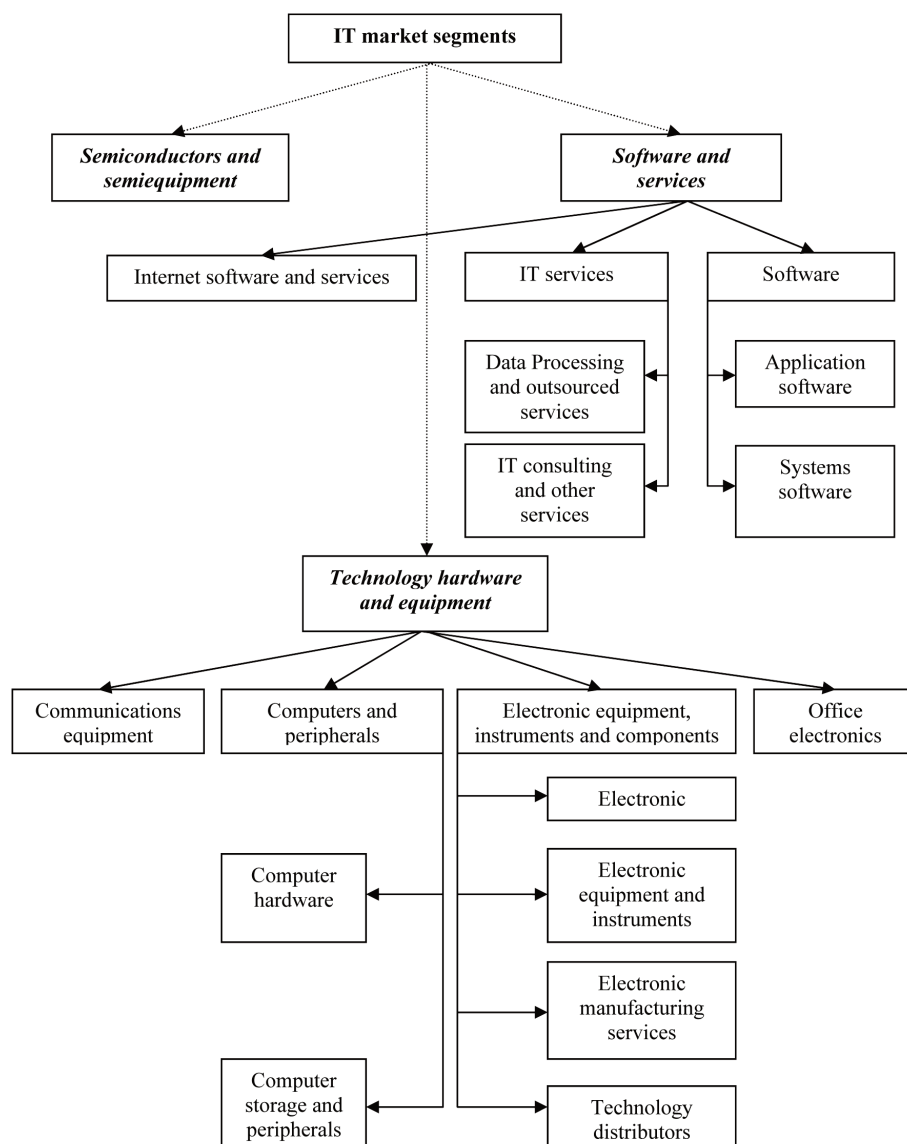 IT market segments
Semiconductors and
semiequipment
Software and
services
Internet software and services
IT services
Software
Data Processing
and outsourced
services
Application
software
IT consulting
and other
services
Systems
software
Technology hardware
and equipment
Communications
equipment
Computers and
peripherals
Electronic equipment,
instruments and components
Office
electronics
Electronic
Computer
hardware
Electronic
equipment and
instruments
Electronic
manufacturing
services
Computer
storage and
peripherals
Technology
distributors